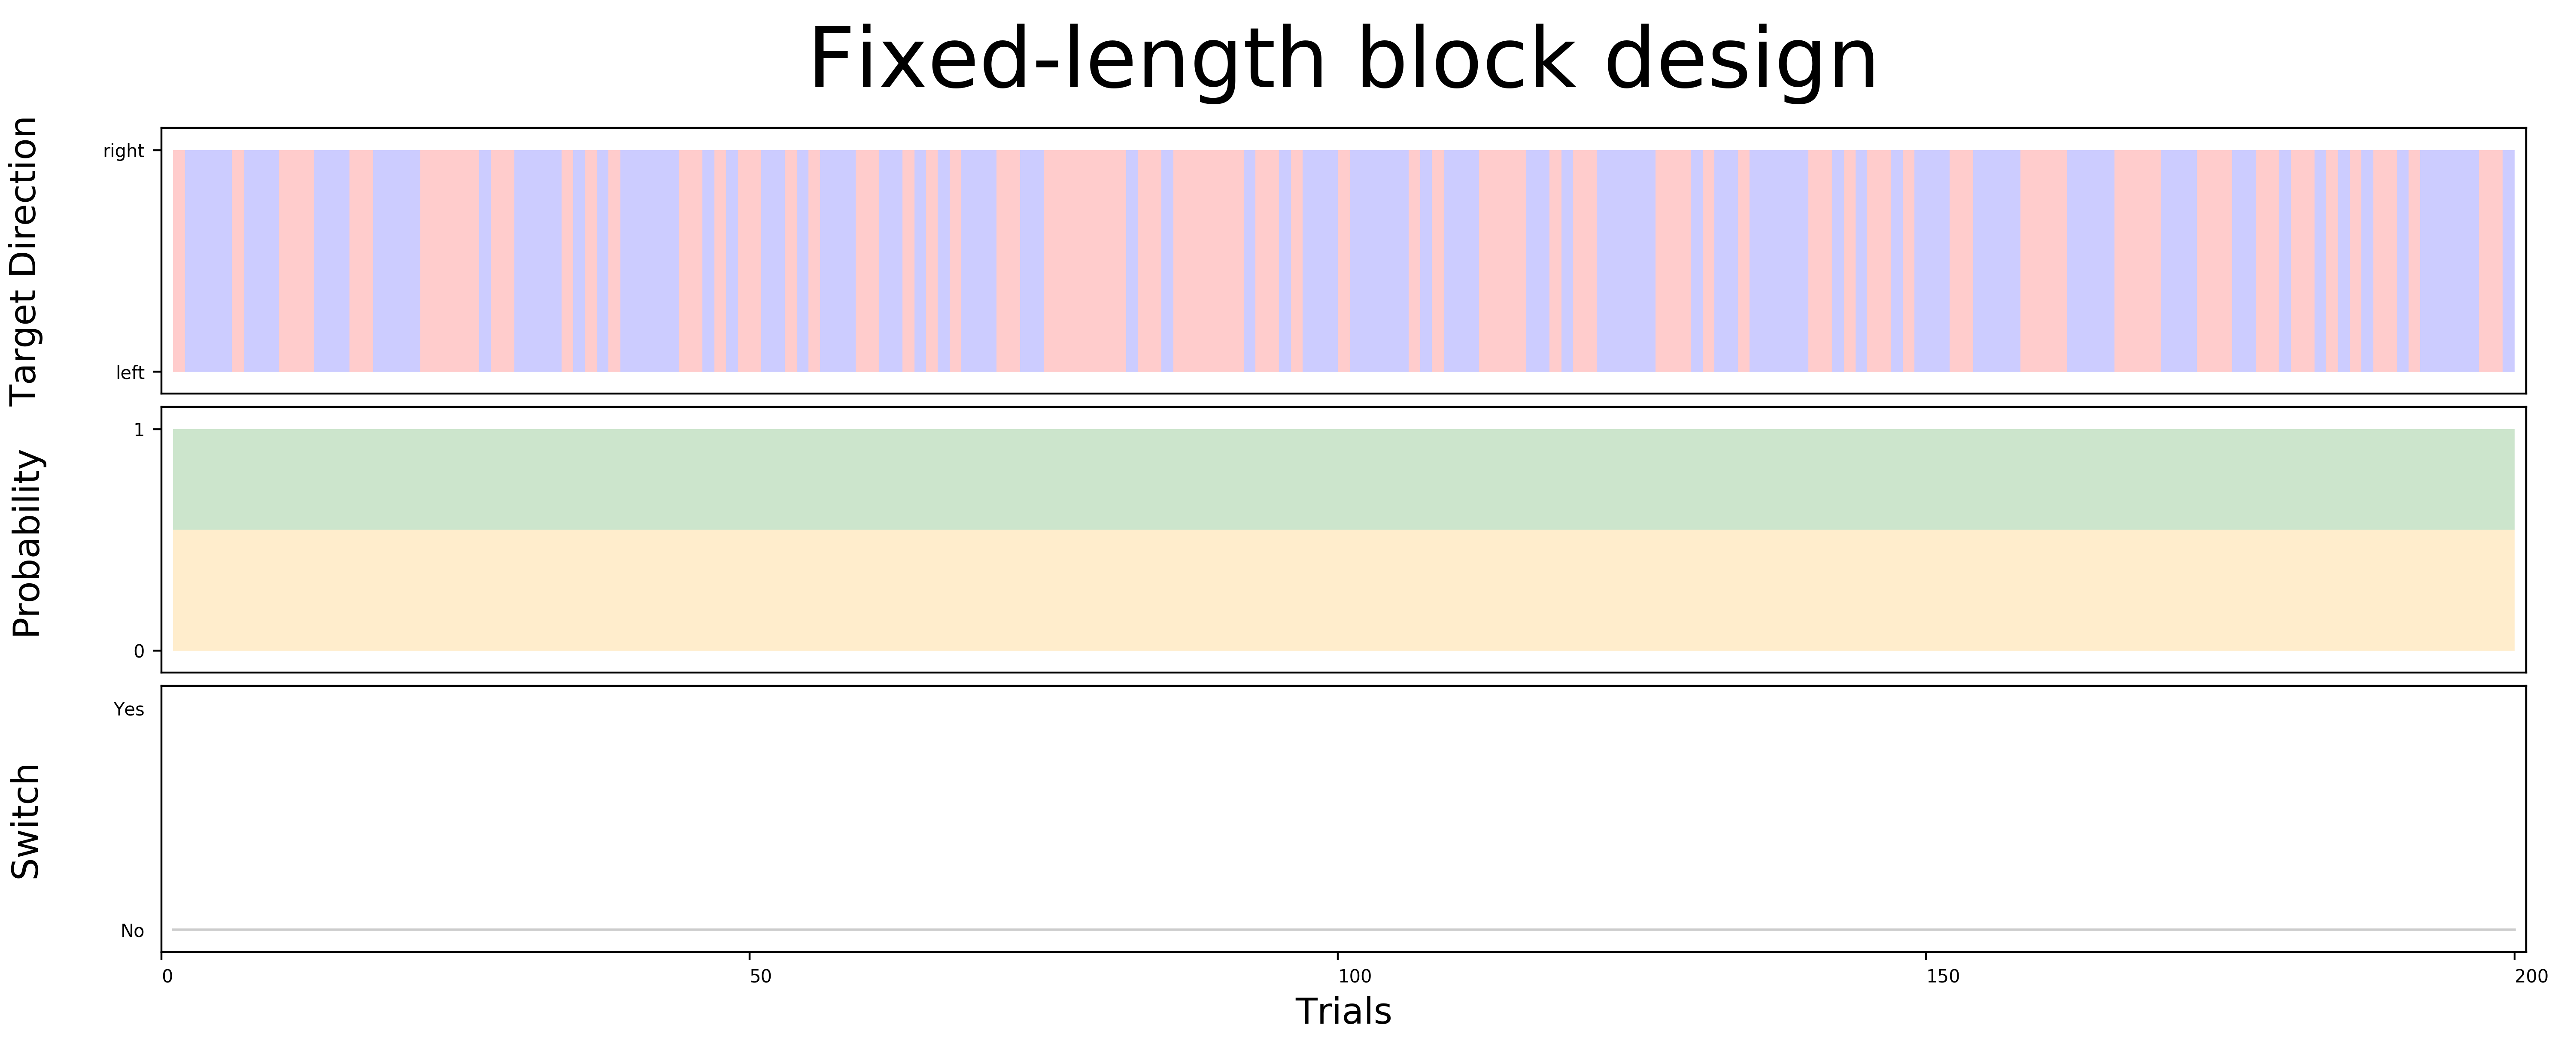 Fixed-length block design
Target Direction
right
left
Probability
1
0
Switch
Yes
No
0 50 100 150 200
Trials